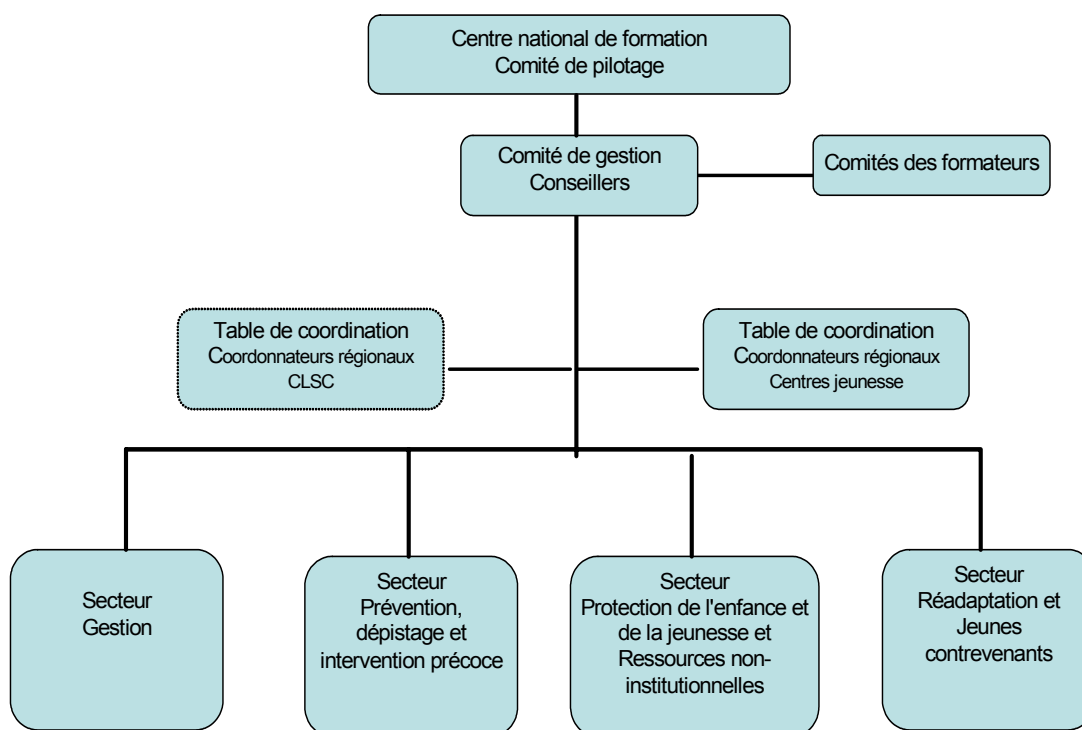 Centre national de formation
Comité de pilotage
Comité de gestion
Conseillers
Comités des formateurs
Table de coordination
Coordonnateurs régionaux
CLSC
Table de coordination
Coordonnateurs régionaux
Centres jeunesse
Secteur
Gestion
Secteur
Prévention,
dépistage et
intervention précoce
Secteur
Protection de l'enfance et
de la jeunesse et
Ressources non-
institutionnelles
Secteur
Réadaptation et
Jeunes
contrevenants